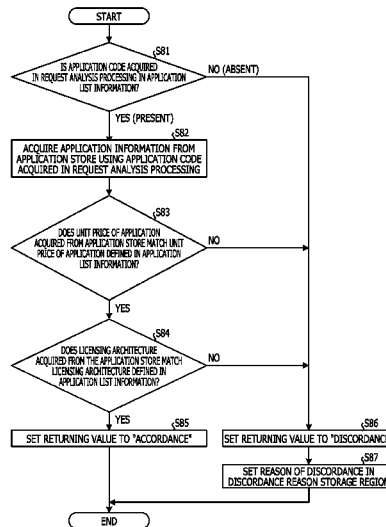 START
S81
IS APPLICATION CODE ACQUIRED
IN REQUEST ANALYSIS PROCESSING IN APPLICATION
LIST INFORMATION?
NO (ABSENT)
YES (PRESENT)
S82
ACQUIRE APPLICATION INFORMATION FROM
APPLICATION STORE USING APPLICATION CODE
ACQUIRED IN REQUEST ANALYSIS PROCESSING
S83
DOES UNIT PRICE OF APPLICATION
ACQUIRED FROM APPLICATION STORE MATCH UNIT
PRICE OF APPLICATION DEFINED IN APPLICATION
LIST INFORMATION?
NO
YES
S84
DOES LICENSING ARCHITECTURE
ACQUIRED FROM THE APPLICATION STORE MATCH
LICENSING ARCHITECTURE DEFINED IN
APPLICATION LIST INFORMATION?
NO
YES
S85
SET RETURNING VALUE TO "ACCORDANCE"
S86
SET RETURNING VALUE TO "DISCORDANCE"
S87
SET REASON OF DISCORDANCE IN
DISCORDANCE REASON STORAGE REGION
END